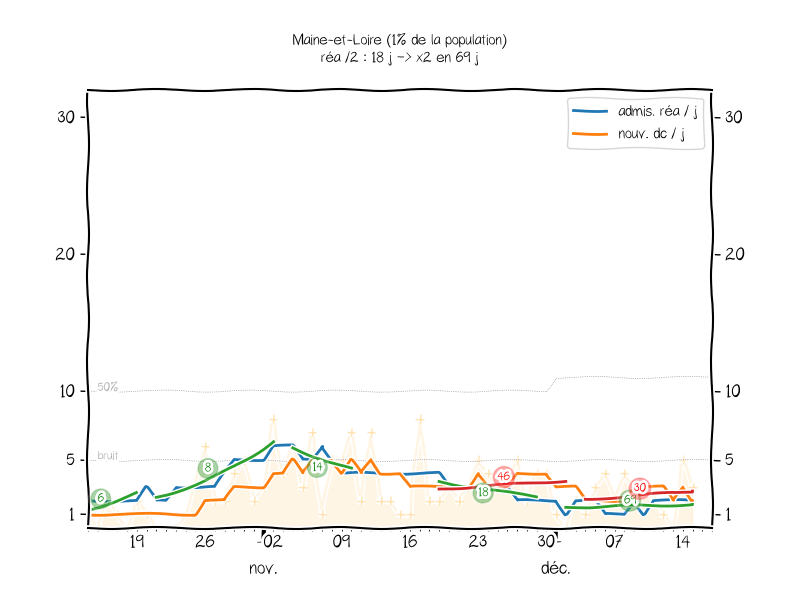 Maine-et-Loire (1% de la population)
réa /2 : 18 j -> x2 en 69 j
admis. réa / j
nouv. dc / j
30 30
20 20
50%
10 10
bruit
5 5
1 1
6 8 14 18 46 30
19 26 02 09 16 23 30 07 14
nov. déc.